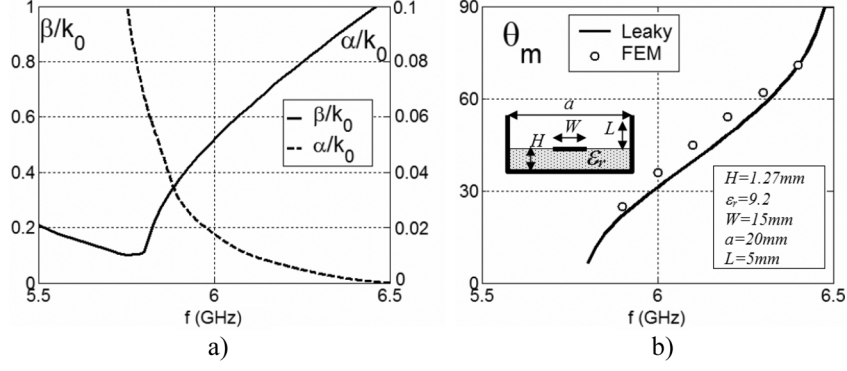 1
0.8
0.6
0.4
0.2
0
β/k0
α/k0
0.1
0.08
0.06
0.04
0.02
0
β/k0
α/k0
5.5
6
6.5
f (GHz)
a)
90
60
30
0
θm
Leaky
FEM
a
H
W
L
εr
H=1.27mm
εr=9.2
W=15mm
a=20mm
L=5mm
5.5
6
6.5
f (GHz)
b)